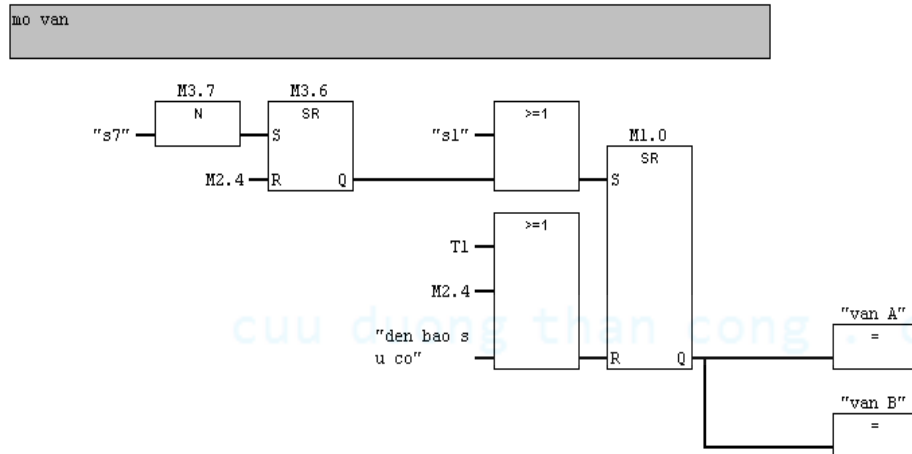 mo van
M3.7
M3.6
N
SR
>=1
"s7"
S
"s1"
M1.0
SR
M2.4
R
Q
S
>=1
T1
M2.4
"van A"
cuu duong than cong . c
"den bao s
=
u co"
R
Q
"van B"
=